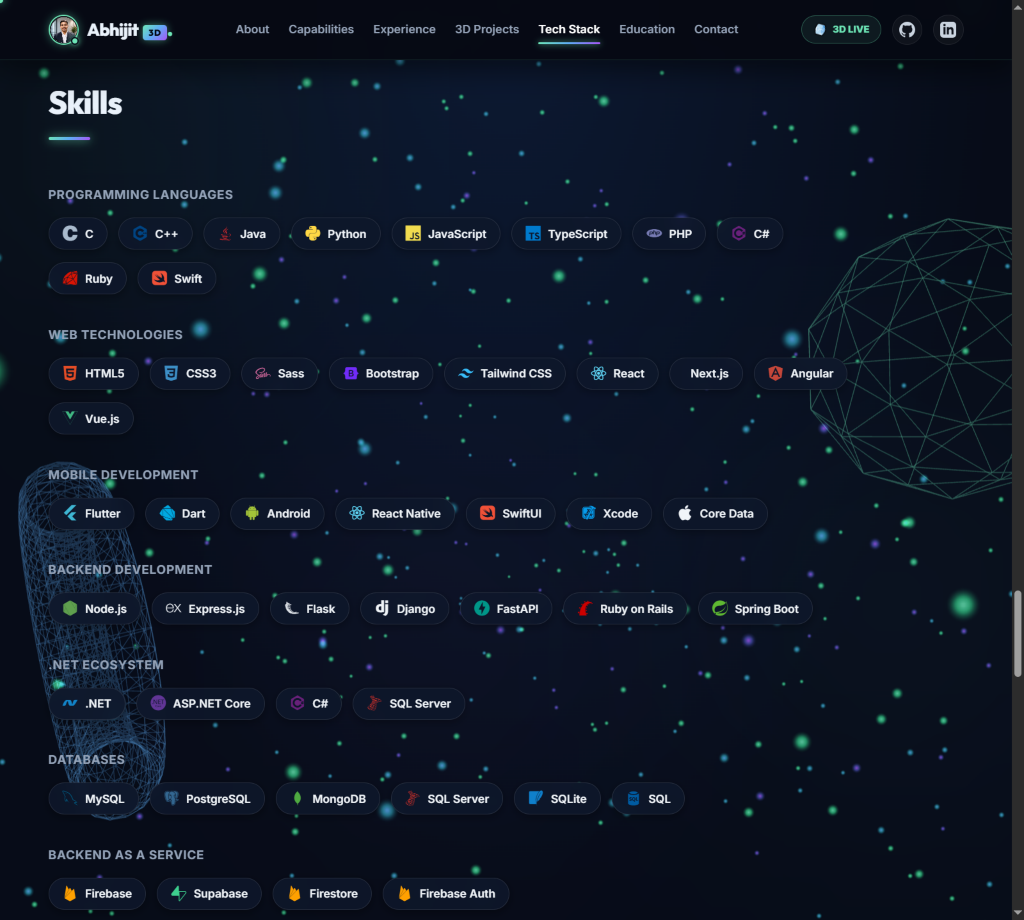 Abhijit 3D
About Capabilities Experience 3D Projects Tech Stack Education Contact 3D LIVE
Skills
PROGRAMMING LANGUAGES
C C++ Java Python JavaScript TypeScript PHP C#
Ruby Swift
WEB TECHNOLOGIES
HTML5 CSS3 Sass Bootstrap Tailwind CSS React Next.js Angular
Vue.js
MOBILE DEVELOPMENT
Flutter Dart Android React Native SwiftUI Xcode Core Data
BACKEND DEVELOPMENT
Node.js Express.js Flask Django FastAPI Ruby on Rails Spring Boot
.NET ECOSYSTEM
.NET ASP.NET Core C# SQL Server
DATABASES
MySQL PostgreSQL MongoDB SQL Server SQLite SQL
BACKEND AS A SERVICE
Firebase Supabase Firestore Firebase Auth